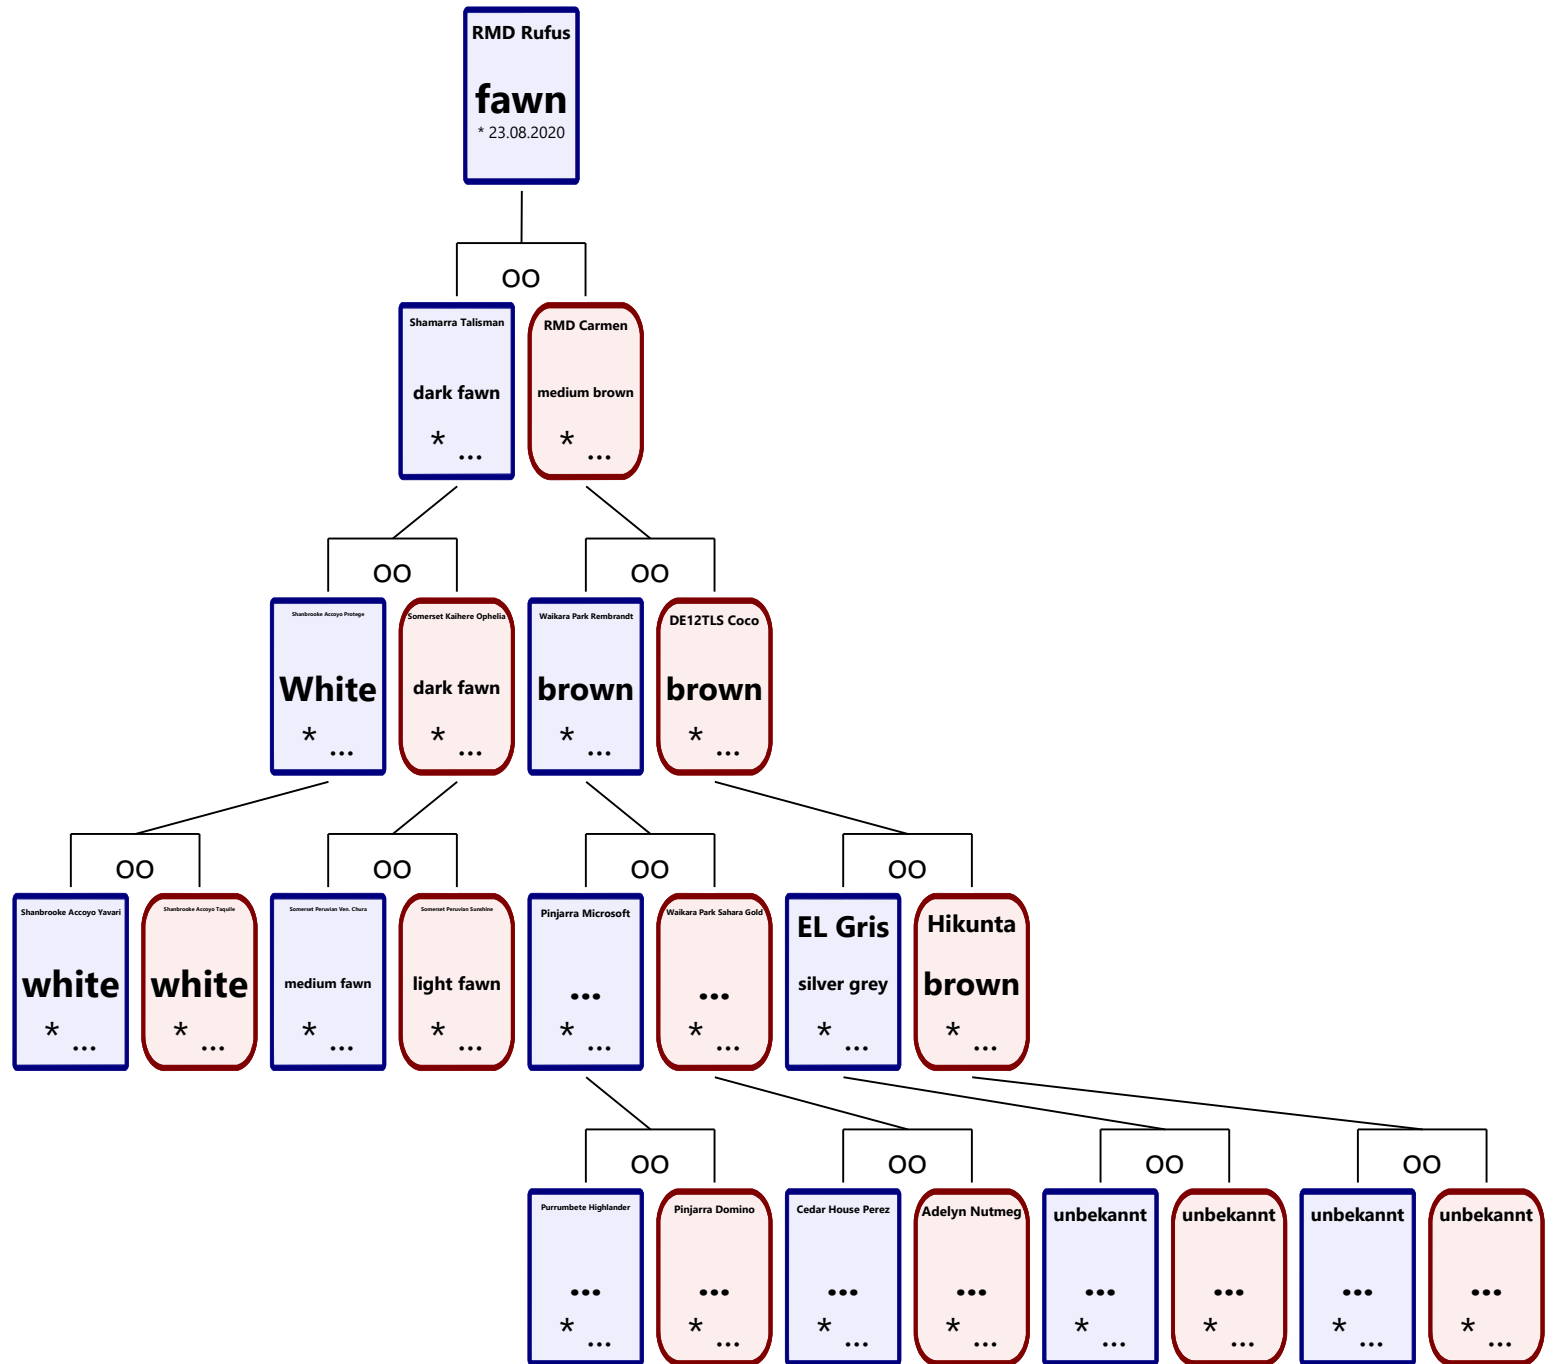 RMD Rufus
fawn
* 23.08.2020
oo
Shamarra Talisman
dark fawn
* ...
RMD Carmen
medium brown
* ...
oo
oo
Shanbrooke Accoyo Protege
White
* ...
Somerset Kaihere Ophelia
dark fawn
* ...
Waikara Park Rembrandt
brown
* ...
DE12TLS Coco
brown
* ...
oo
oo
oo
oo
Shanbrooke Accoyo Yavari
white
* ...
Shanbrooke Accoyo Taquile
white
* ...
Somerset Peruvian Ven. Chura
medium fawn
* ...
Somerset Peruvian Sunshine
light fawn
* ...
Pinjarra Microsoft
...
* ...
Waikara Park Sahara Gold
...
* ...
EL Gris
silver grey
* ...
Hikunta
brown
* ...
oo
oo
oo
oo
Purrumbete Highlander
...
* ...
Pinjarra Domino
...
* ...
Cedar House Perez
...
* ...
Adelyn Nutmeg
...
* ...
unbekannt
...
* ...
unbekannt
...
* ...
unbekannt
...
* ...
unbekannt
...
* ...